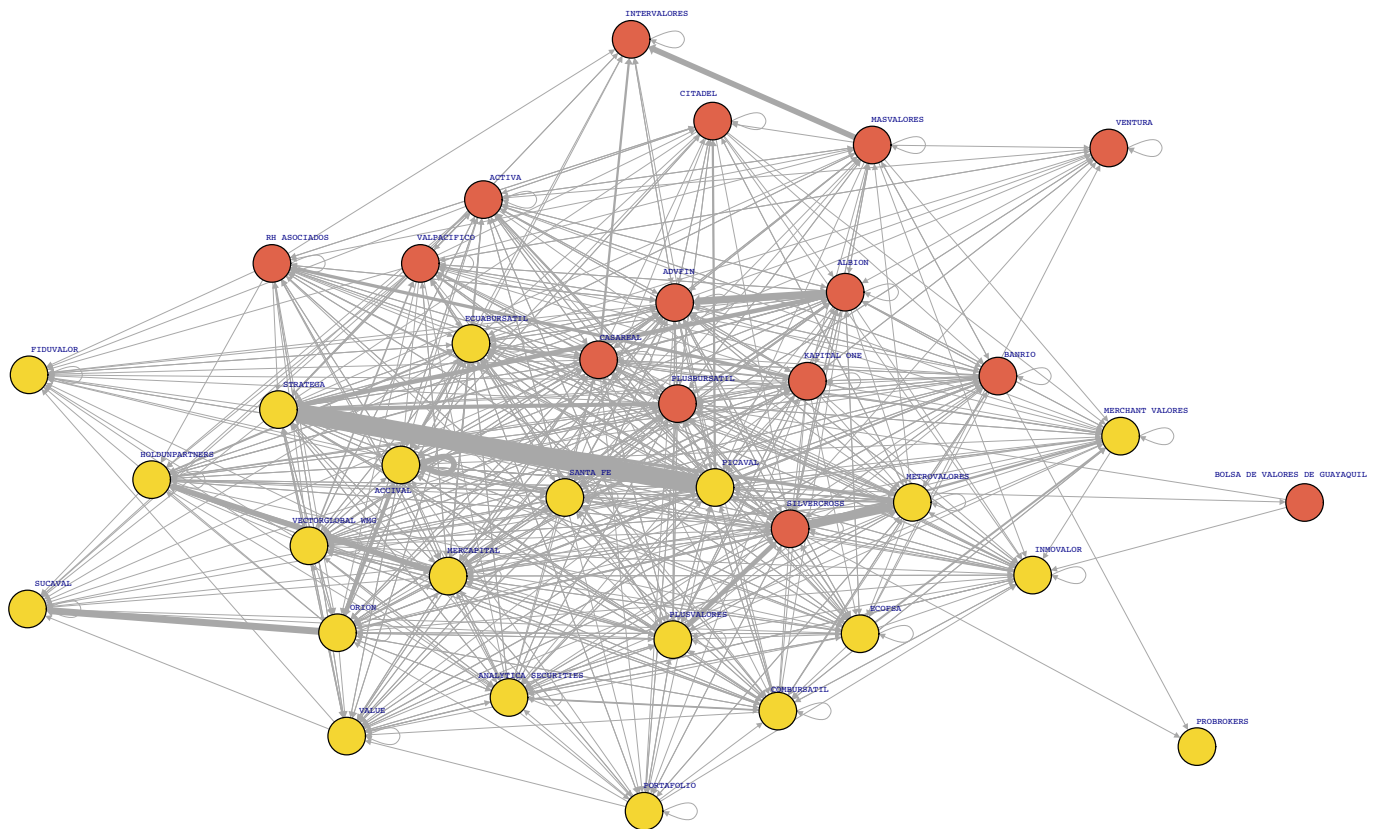 INTERVALORES
CITADEL
MASVALORES
VENTURA
ACTIVA
RH ASOCIADOS
VALPACIFICO
ALBION
ADVFIN
ECUABURSATIL
CASAREAL
FIDUVALOR
KAPITAL ONE
BANRIO
PLUSBURSATIL
STRATEGA
MERCHANT VALORES
HOLDUNPARTNERS
PICAVAL
SANTA FE
METROVALORES
BOLSA DE VALORES DE GUAYAQUIL
ACCIVAL
SILVERCROSS
VECTORGLOBAL WMG
MERCAPITAL
INMOVALOR
SUCAVAL
ORION
PLUSVALORES
ECOFSA
ANALYTICA SECURITIES
COMBURSATIL
VALUE
PROBROKERS
PORTAFOLIO